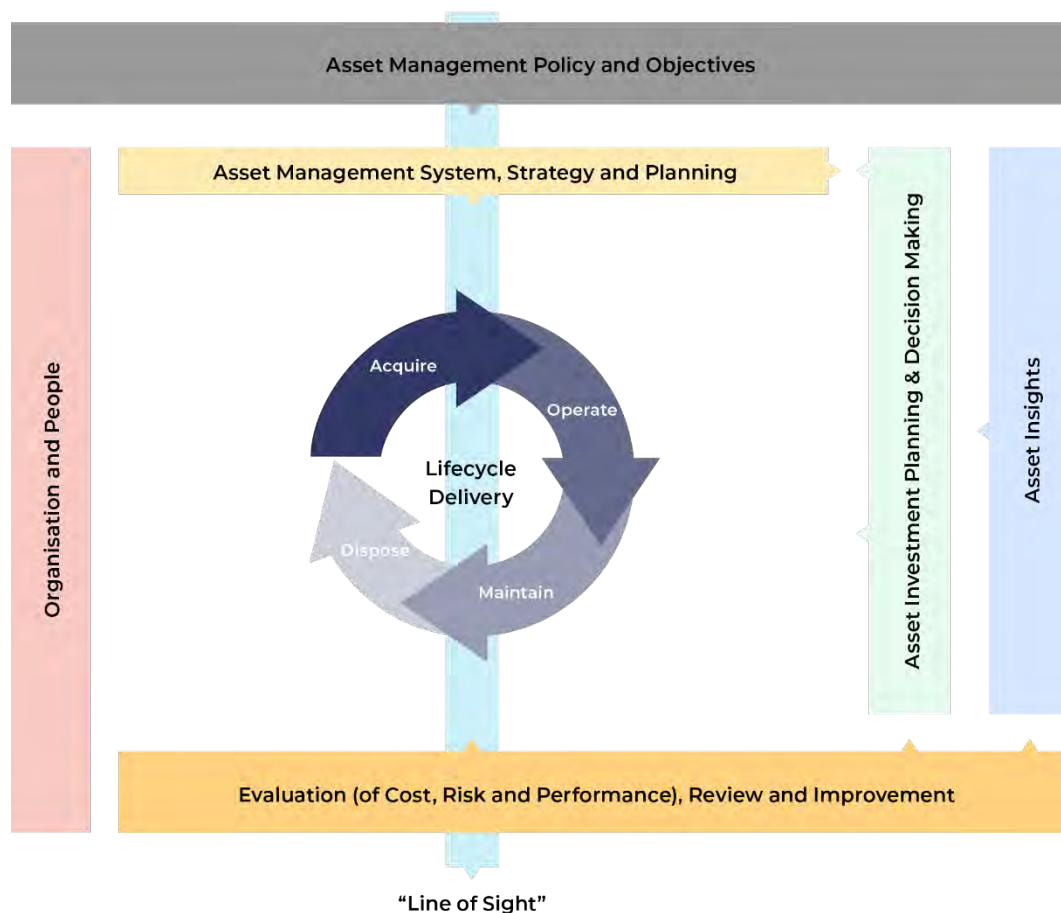 Asset Management Policy and Objectives
Asset Management System, Strategy and Planning
Organisation and People
Acquire
Operate
Lifecycle
Delivery
Dispose
Maintain
Asset Investment Planning & Decision Making
Asset Insights
Evaluation (of Cost, Risk and Performance), Review and Improvement
“Line of Sight”